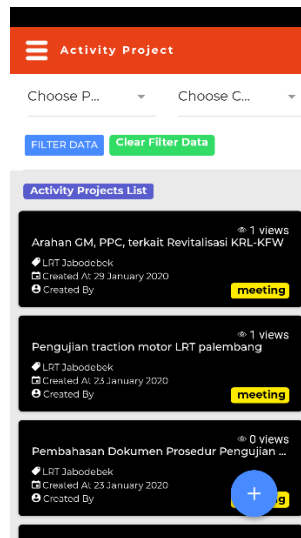 Activity Project
Choose P... Choose C...
FILTER DATA Clear Filter Data
Activity Projects List
1 views
Arahan GM, PPC, terkait Revitalisasi KRL-KFW
LRT Jabodebek
Created At 29 January 2020
Created By
meeting
1 views
Pengujian traction motor LRT palembang
LRT Jabodebek
Created At 23 January 2020
Created By
meeting
0 views
Pembahasan Dokumen Prosedur Pengujian ...
LRT Jabodebek
Created At 23 January 2020
Created By
+